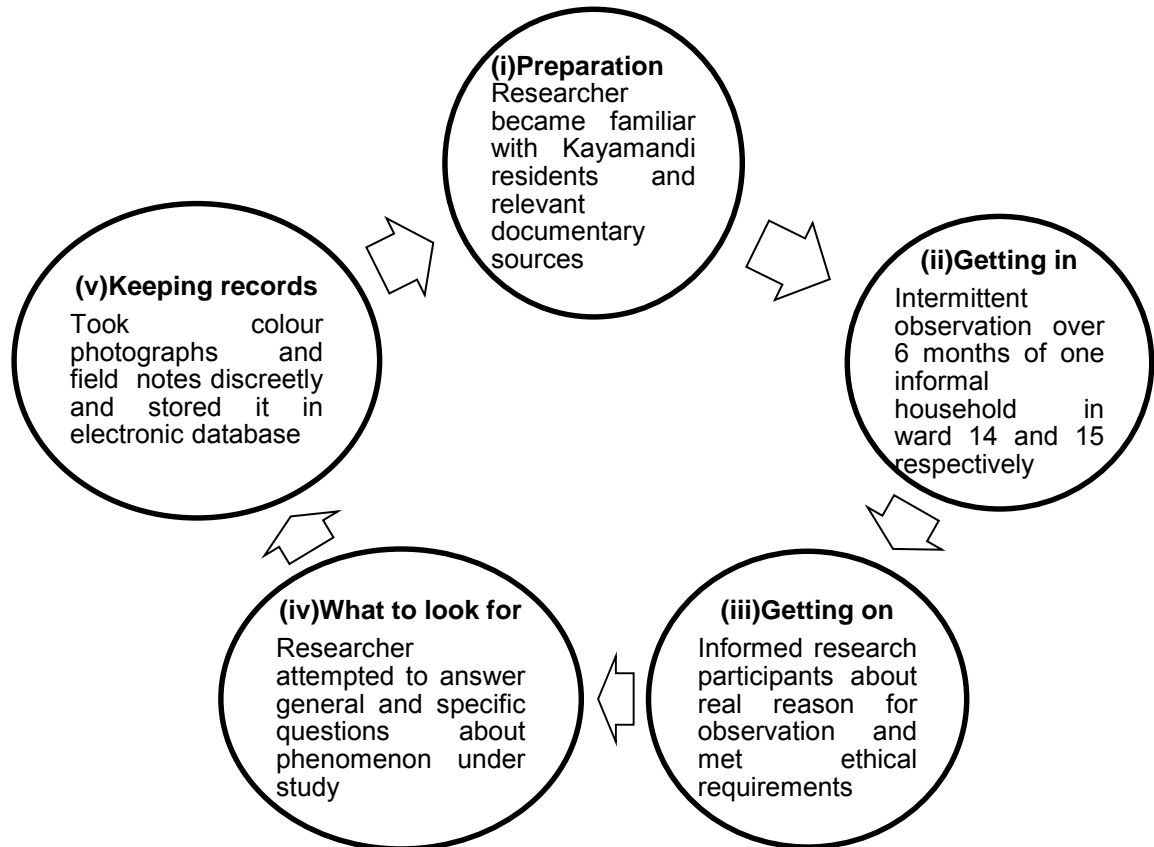 (i)Preparation
Researcher
became familiar
with Kayamandi
residents and
relevant
documentary
sources
(ii)Getting in
Intermittent
observation over
6 months of one
informal
household in
ward 14 and 15
respectively
(iii)Getting on
Informed research
participants about
real reason for
observation and
met ethical
requirements
(iv)What to look for
Researcher
attempted to answer
general and specific
questions about
phenomenon under
study
(v)Keeping records
Took colour
photographs and
field notes discreetly
and stored it in
electronic database